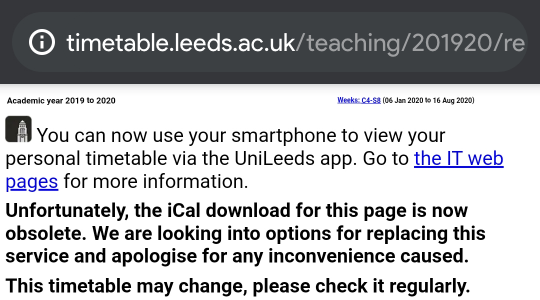 timetable.leeds.ac.uk/teaching/201920/re
Academic year 2019 to 2020 Weeks: C4-S8 (06 Jan 2020 to 16 Aug 2020)
You can now use your smartphone to view your
personal timetable via the UniLeeds app. Go to the IT web
pages for more information.
Unfortunately, the iCal download for this page is now
obsolete. We are looking into options for replacing this
service and apologise for any inconvenience caused.
This timetable may change, please check it regularly.